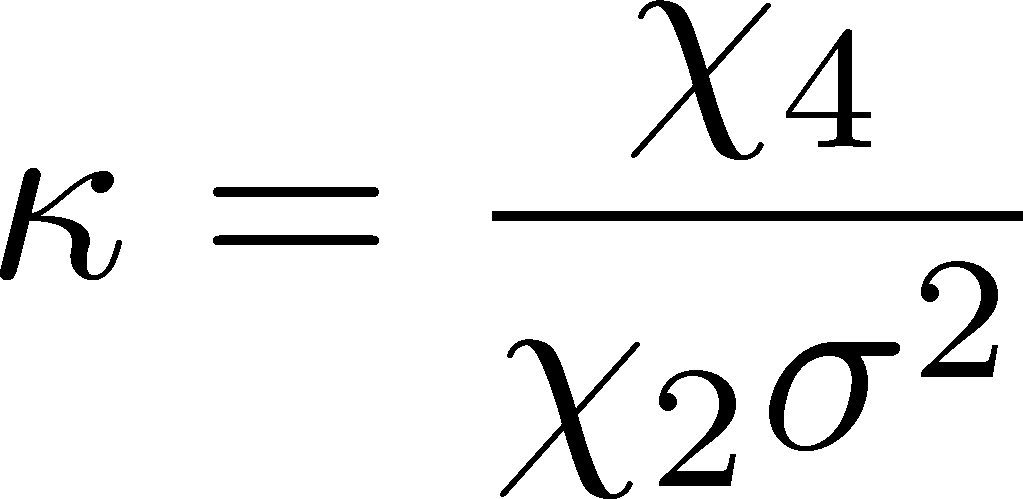 κ = χ₄ / (χ₂σ²)